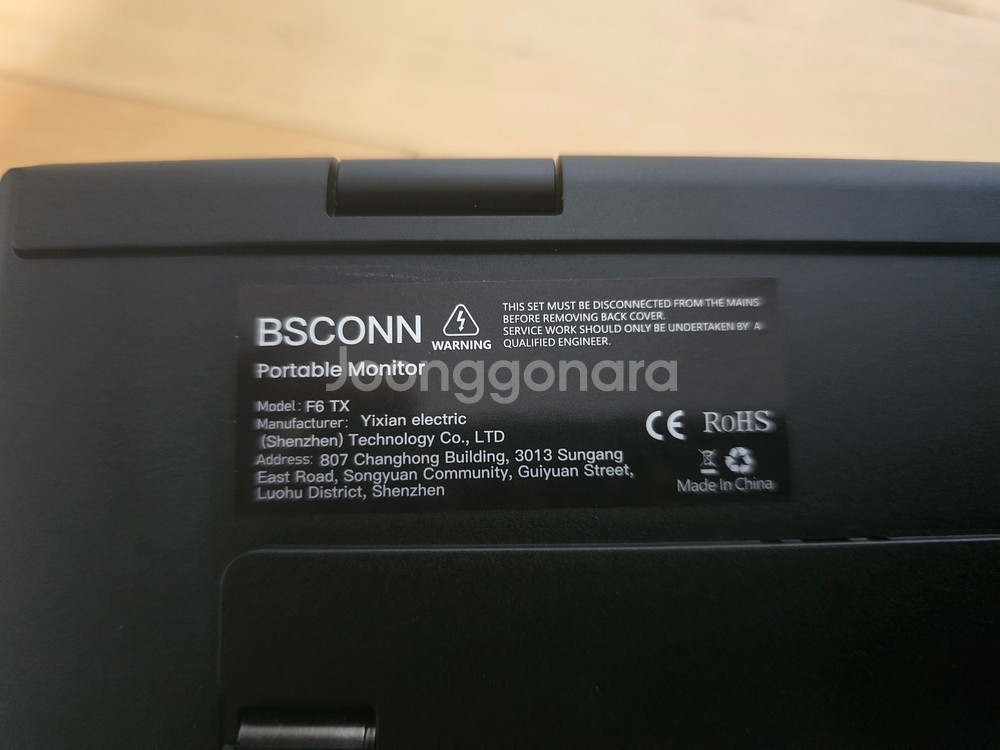 BSCONN
WARNING
THIS SET MUST BE DISCONNECTED FROM THE MAINS
BEFORE REMOVING BACK COVER.
SERVICE WORK SHOULD ONLY BE UNDERTAKEN BY A
QUALIFIED ENGINEER.
Portable Monitor
Joonggonara
Model: F6 TX
Manufacturer: Yixian electric
(Shenzhen) Technology Co., LTD
Address: 807 Changhong Building, 3013 Sungang
East Road, Songyuan Community, Guiyuan Street,
Luohu District, Shenzhen
CE RoHS
Made In China